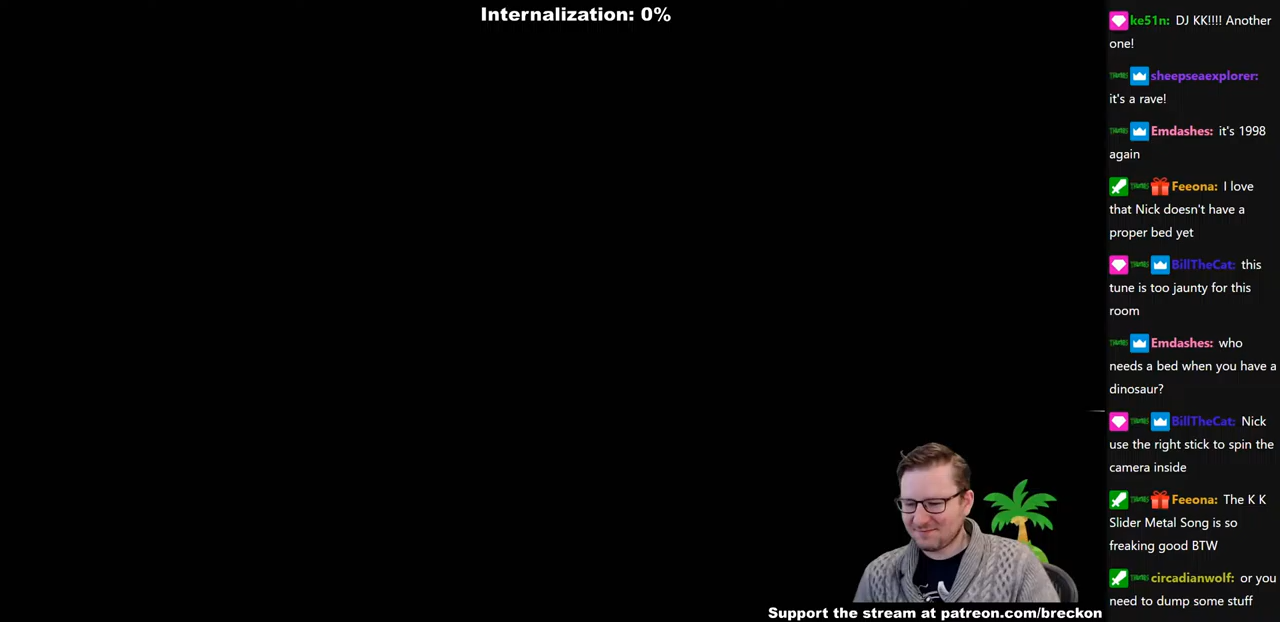 Internalization: 0%
ke51n: DJ KK!!!! Another
one!
sheepseaexplorer:
it's a rave!
Emdashes: it's 1998
again
Feeona: I love
that Nick doesn't have a
proper bed yet
BillTheCat: this
tune is too jaunty for this
room
Emdashes: who
needs a bed when you have a
dinosaur?
BillTheCat: Nick
use the right stick to spin the
camera inside
Feeona: The K K
Slider Metal Song is so
freaking good BTW
circadianwolf: or you
need to dump some stuff
Support the stream at patreon.com/breckon